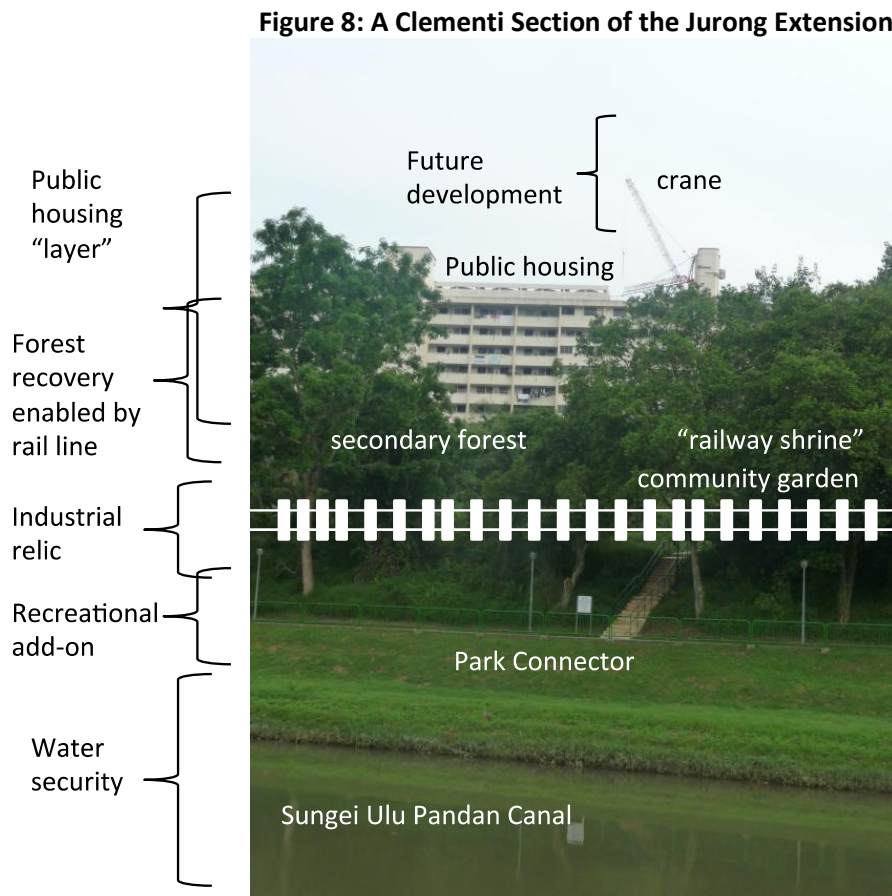 Figure 8: A Clementi Section of the Jurong Extension
Future
development
crane
Public
housing
“layer”
Public housing
Forest
recovery
enabled by
rail line
secondary forest
“railway shrine”
community garden
Industrial
relic
Recreational
add-on
Park Connector
Water
security
Sungei Ulu Pandan Canal